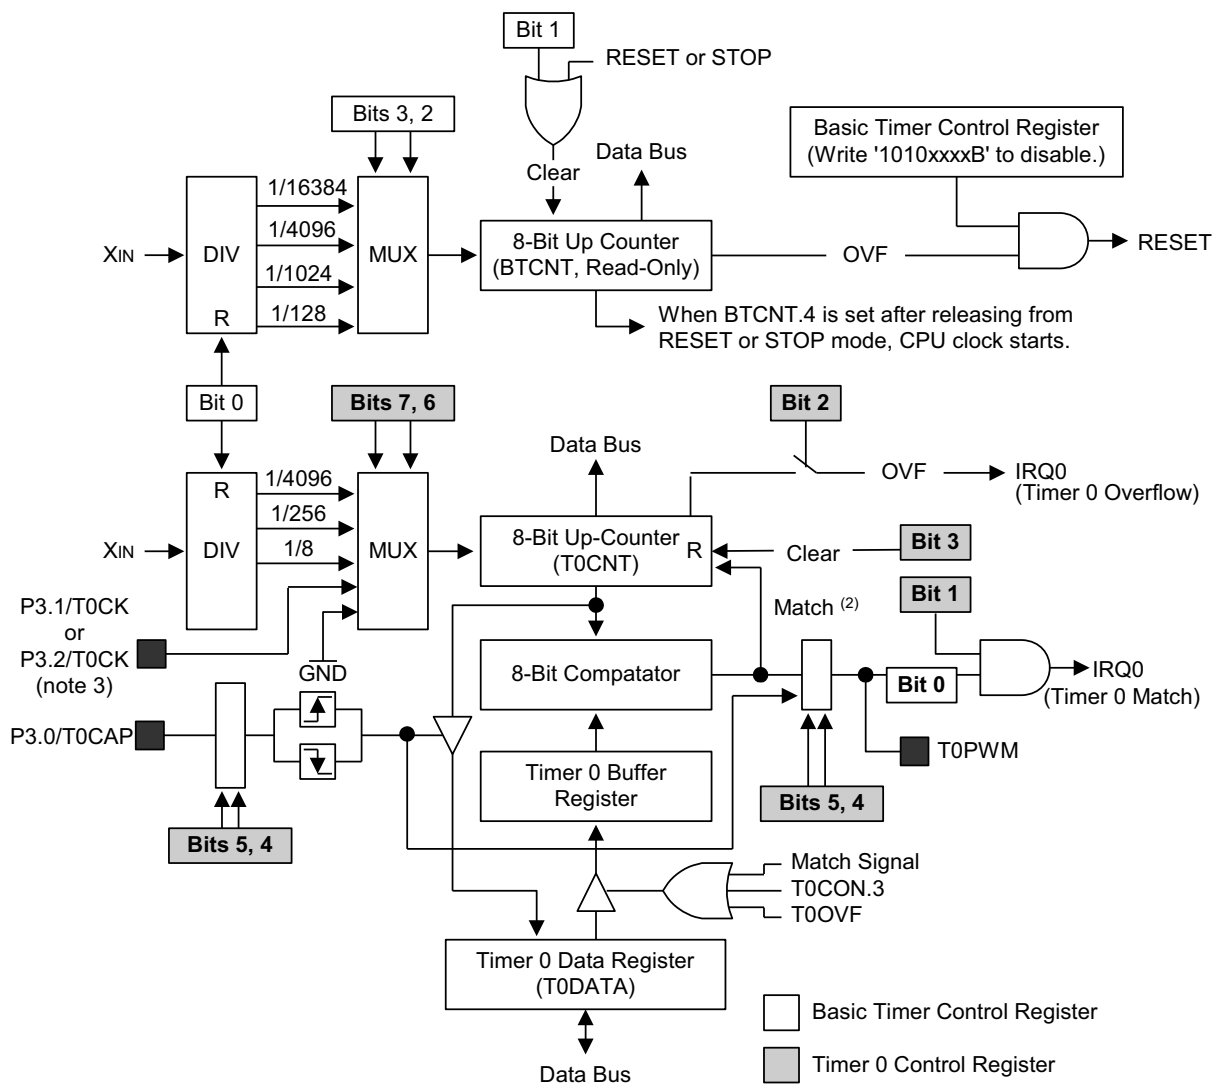 Bit 1
RESET or STOP
Bits 3, 2
Basic Timer Control Register
(Write '1010xxxxB' to disable.)
Data Bus
Clear
1/16384
1/4096
1/1024
1/128
XIN
DIV
R
MUX
8-Bit Up Counter
(BTCNT, Read-Only)
OVF
RESET
When BTCNT.4 is set after releasing from
RESET or STOP mode, CPU clock starts.
Bit 0
Bits 7, 6
Bit 2
Data Bus
OVF
IRQ0
(Timer 0 Overflow)
R
DIV
XIN
1/4096
1/256
1/8
MUX
8-Bit Up-Counter
(T0CNT)
R
Clear
Bit 3
Bit 1
Match (2)
P3.1/T0CK
or
P3.2/T0CK
(note 3)
GND
8-Bit Compatator
Bit 0
IRQ0
(Timer 0 Match)
P3.0/T0CAP
T0PWM
Timer 0 Buffer
Register
Bits 5, 4
Bits 5, 4
Match Signal
T0CON.3
T0OVF
Timer 0 Data Register
(T0DATA)
Data Bus
Basic Timer Control Register
Timer 0 Control Register